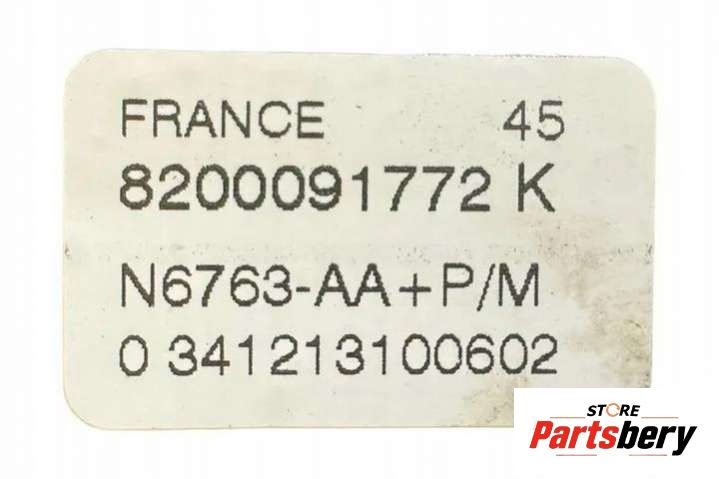 FRANCE 45
8200091772 K
N6763-AA+P/M
0 341213100602
STORE
Partsbery